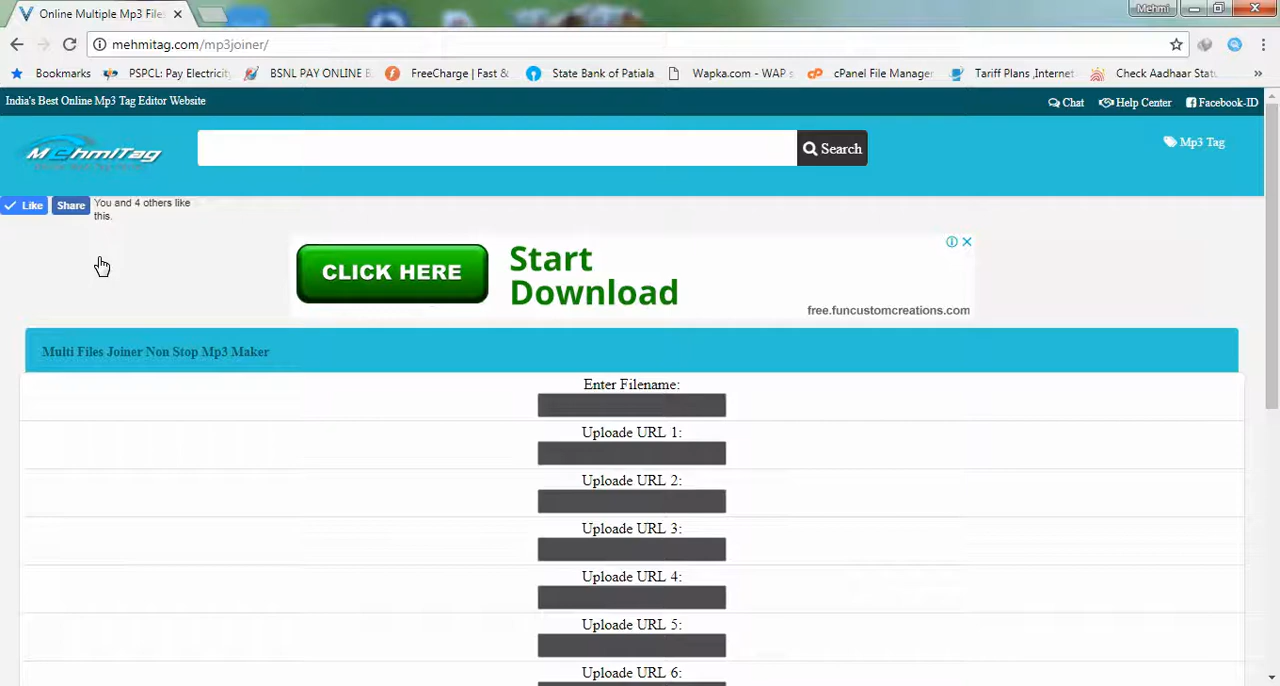 Online Multiple Mp3 File
Mehmi
mehmitag.com/mp3joiner/
Bookmarks
PSPCL: Pay Electricity
BSNL PAY ONLINE B
FreeCharge | Fast &
State Bank of Patiala
Wapka.com - WAP s
cPanel File Manager
Tariff Plans ,Internet
Check Aadhaar Statu
»
India's Best Online Mp3 Tag Editor Website
Chat
Help Center
Facebook-ID
MehmiTag
Search
Mp3 Tag
Like
Share
You and 4 others like
this.
CLICK HERE
Start
Download
free.funcustomcreations.com
Multi Files Joiner Non Stop Mp3 Maker
Enter Filename:
Uploade URL 1:
Uploade URL 2:
Uploade URL 3:
Uploade URL 4:
Uploade URL 5:
Uploade URL 6: